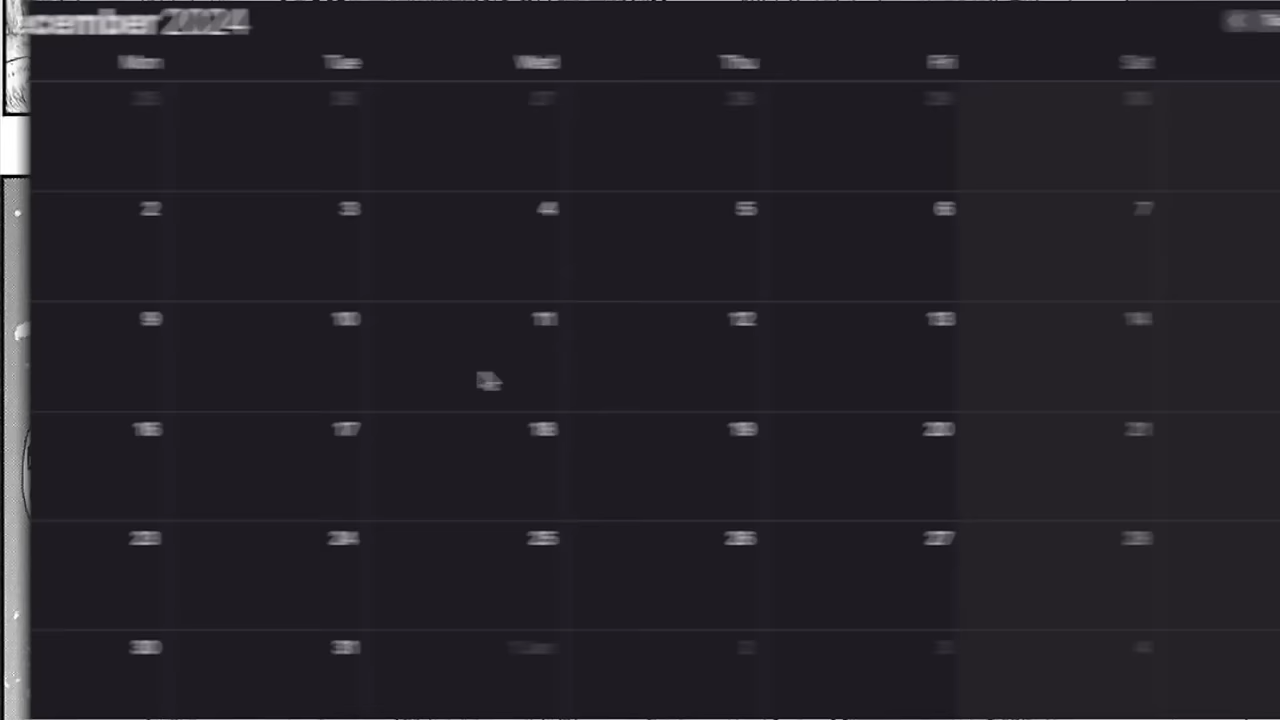 ecember 2024
Mon Tue Wed Thu Fri Sat
2 3 4 5 6 7
9 10 11 12 13 14
16 17 18 19 20 21
23 24 25 26 27 28
30 31